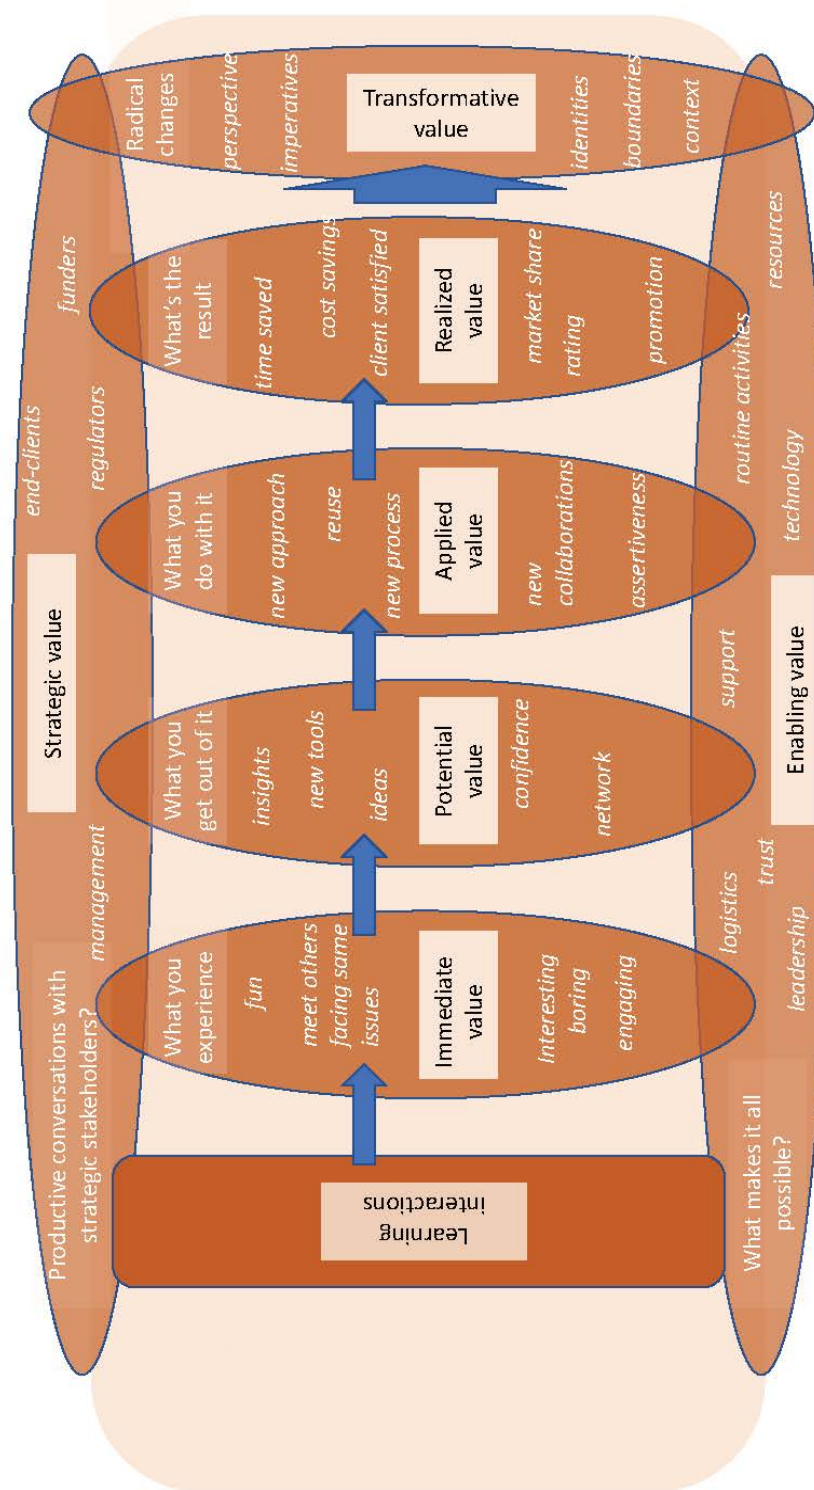 Productive conversations with
strategic stakeholders?
management
Strategic value
end-clients
regulators
funders
Learning
interactions
What you
experience
fun
meet others
facing same
issues
Immediate
value
Interesting
boring
engaging
What you
get out of it
insights
new tools
ideas
Potential
value
confidence
network
What you
do with it
new approach
reuse
new process
Applied
value
new
collaborations
assertiveness
What's the
result
time saved
cost savings
client satisfied
Realized
value
market share
rating
promotion
Radical
changes
perspective
imperatives
Transformative
value
identities
boundaries
context
What makes it all
possible?
leadership
logistics
trust
Enabling value
support
technology
routine activities
resources